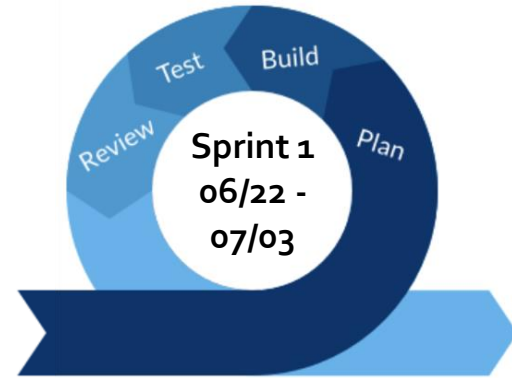 Test
Build
Review
Plan
Sprint 1
06/22 -
07/03